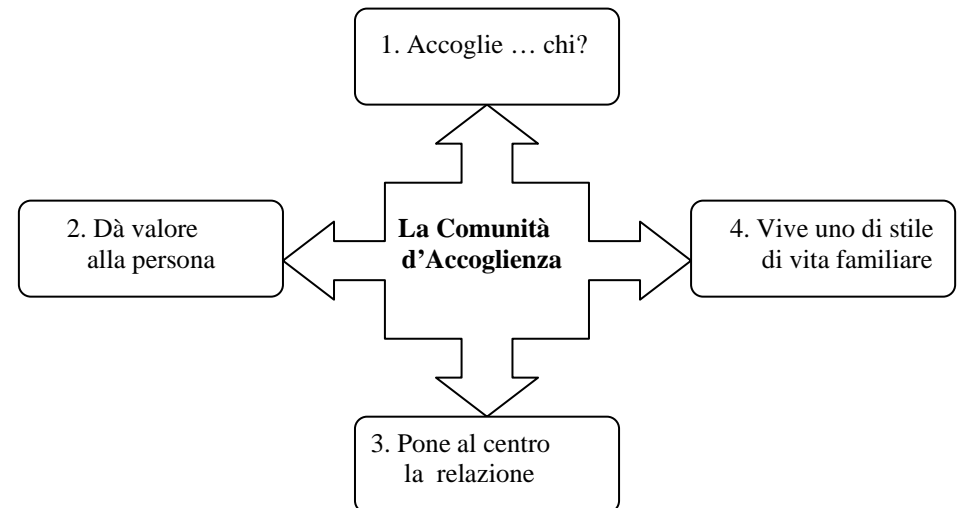 1. Accoglie … chi?
2. Dà valore
alla persona
La Comunità
d’Accoglienza
4. Vive uno di stile
di vita familiare
3. Pone al centro
la relazione